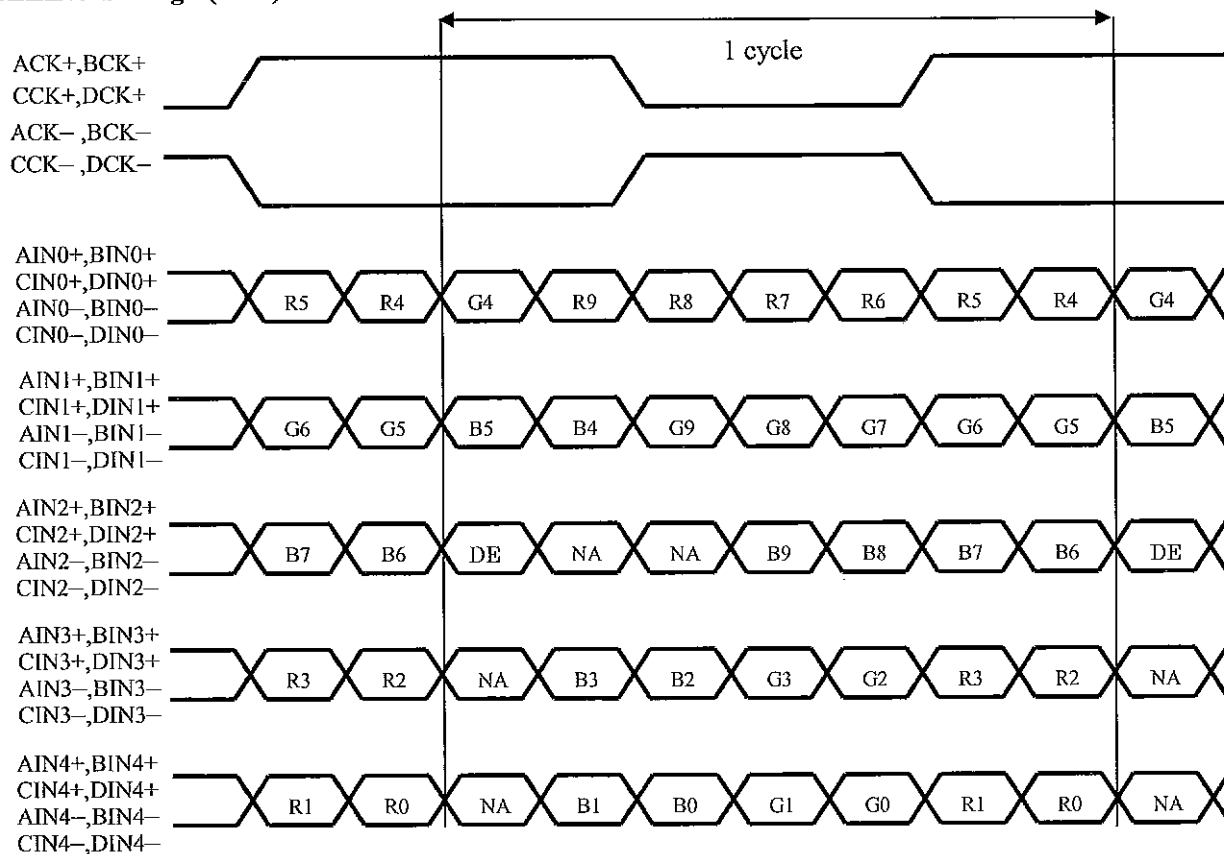 1 cycle
ACK+,BCK+
CCK+,DCK+
ACK−,BCK−
CCK−,DCK−
AIN0+,BIN0+
CIN0+,DIN0+
AIN0−,BIN0−
CIN0−,DIN0−
R5 R4 G4 R9 R8 R7 R6 R5 R4 G4
AIN1+,BIN1+
CIN1+,DIN1+
AIN1−,BIN1−
CIN1−,DIN1−
G6 G5 B5 B4 G9 G8 G7 G6 G5 B5
AIN2+,BIN2+
CIN2+,DIN2+
AIN2−,BIN2−
CIN2−,DIN2−
B7 B6 DE NA NA B9 B8 B7 B6 DE
AIN3+,BIN3+
CIN3+,DIN3+
AIN3−,BIN3−
CIN3−,DIN3−
R3 R2 NA B3 B2 G3 G2 R3 R2 NA
AIN4+,BIN4+
CIN4+,DIN4+
AIN4−,BIN4−
CIN4−,DIN4−
R1 R0 NA B1 B0 G1 G0 R1 R0 NA